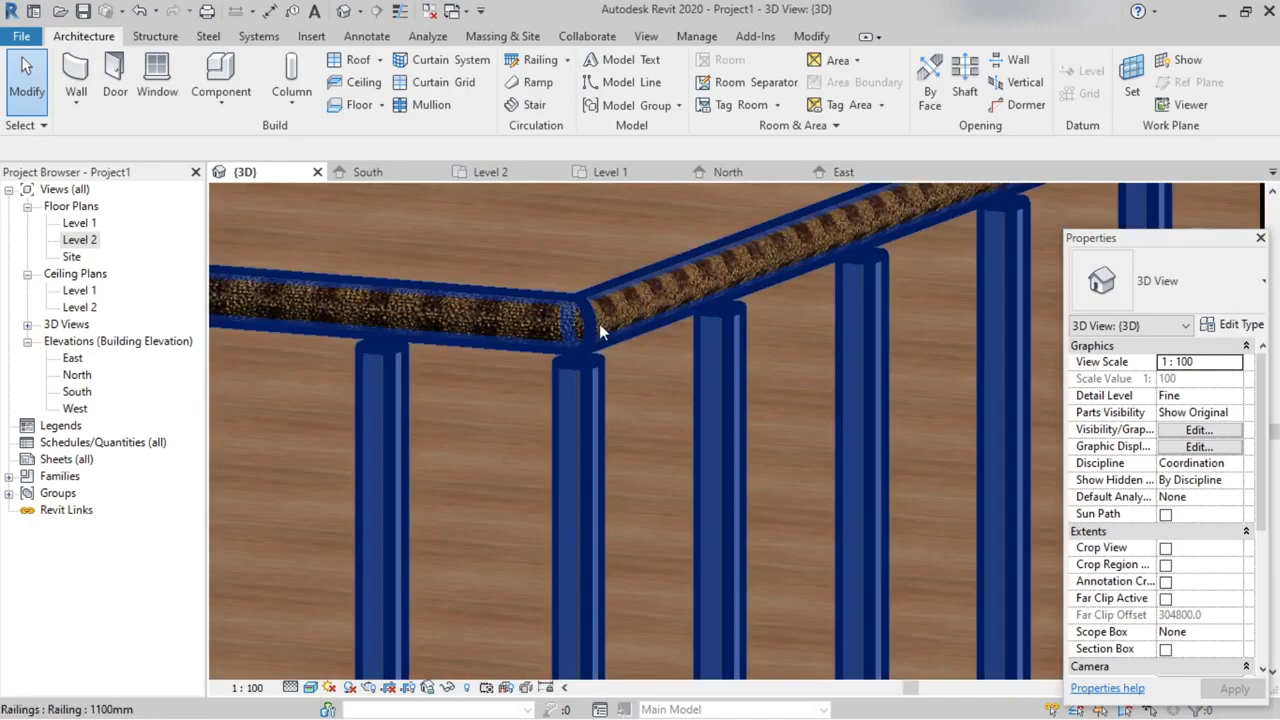 Autodesk Revit 2020 - Project1 - 3D View: {3D}
File Architecture Structure Steel Systems Insert Annotate Analyze Massing & Site Collaborate View Manage Add-Ins Modify
Modify Wall Door Window Component Column
Roof Curtain System Railing Model Text Room Area Wall Level Show
Ceiling Curtain Grid Ramp Model Line Room Separator Area Boundary By Face Shaft Vertical Grid Set Ref Plane
Floor Mullion Stair Model Group Tag Room Tag Area Dormer Viewer
Select Build Circulation Model Room & Area Opening Datum Work Plane
Project Browser - Project1
{3D} South Level 2 Level 1 North East
Views (all)
Floor Plans
Level 1
Level 2
Site
Ceiling Plans
Level 1
Level 2
3D Views
Elevations (Building Elevation)
East
North
South
West
Legends
Schedules/Quantities (all)
Sheets (all)
Families
Groups
Revit Links
Properties
3D View
3D View: {3D} Edit Type
Graphics
View Scale 1 : 100
Scale Value 1: 100
Detail Level Fine
Parts Visibility Show Original
Visibility/Grap... Edit...
Graphic Displ... Edit...
Discipline Coordination
Show Hidden ... By Discipline
Default Analy... None
Sun Path
Extents
Crop View
Crop Region ...
Annotation Cr...
Far Clip Active
Far Clip Offset 304800.0
Scope Box None
Section Box
Camera
Properties help Apply
1 : 100
Railings : Railing : 1100mm :0 Main Model :0